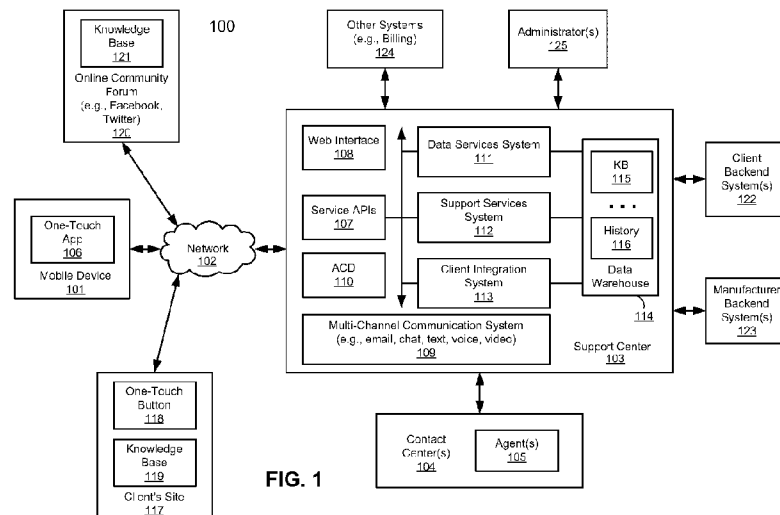 100
Knowledge
Base
121
Online Community
Forum
(e.g., Facebook,
Twitter)
120
One-Touch
App
106
Mobile Device
101
Network
102
One-Touch
Button
118
Knowledge
Base
119
Client's Site
117
Other Systems
(e.g., Billing)
124
Administrator(s)
125
Web Interface
108
Service APIs
107
ACD
110
Data Services System
111
Support Services
System
112
Client Integration
System
113
KB
115
. . .
History
116
Data
Warehouse
114
Multi-Channel Communication System
(e.g., email, chat, text, voice, video)
109
Support Center
103
Client
Backend
System(s)
122
Manufacturer
Backend
System(s)
123
Contact
Center(s)
104
Agent(s)
105
FIG. 1